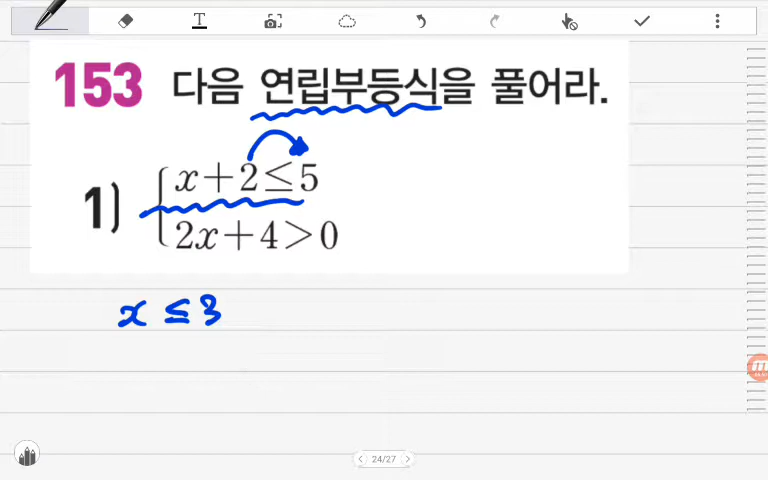 T
153 다음 연립부등식을 풀어라.
1) { x+2≤5
2x+4>0
x ≤ 3
24/27